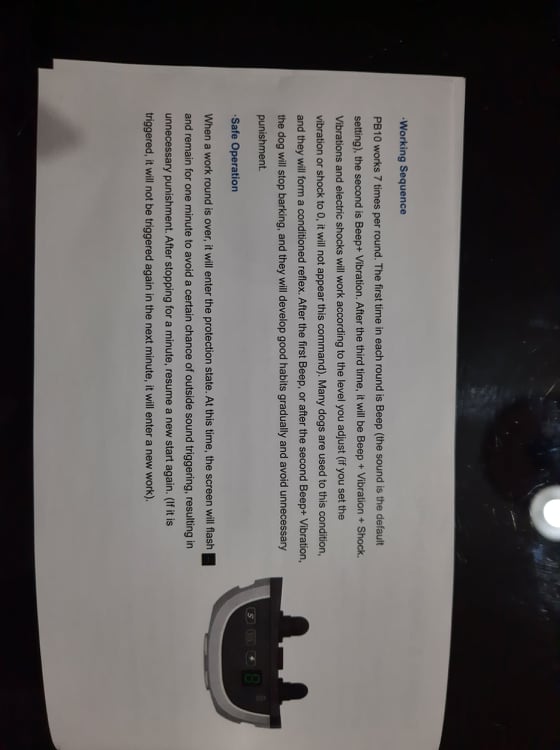 ·Working Sequence
PB10 works 7 times per round. The first time in each round is Beep (the sound is the default
setting), the second is Beep+ Vibration. After the third time, it will be Beep + Vibration + Shock.
Vibrations and electric shocks will work according to the level you adjust (if you set the
vibration or shock to 0, it will not appear this command). Many dogs are used to this condition,
and they will form a conditioned reflex. After the first Beep, or after the second Beep+ Vibration,
the dog will stop barking, and they will develop good habits gradually and avoid unnecessary
punishment.
·Safe Operation
When a work round is over, it will enter the protection state. At this time, the screen will flash
and remain for one minute to avoid a certain chance of outside sound triggering, resulting in
unnecessary punishment. After stopping for a minute, resume a new start again. (If it is
triggered, it will not be triggered again in the next minute, it will enter a new work).
S
8